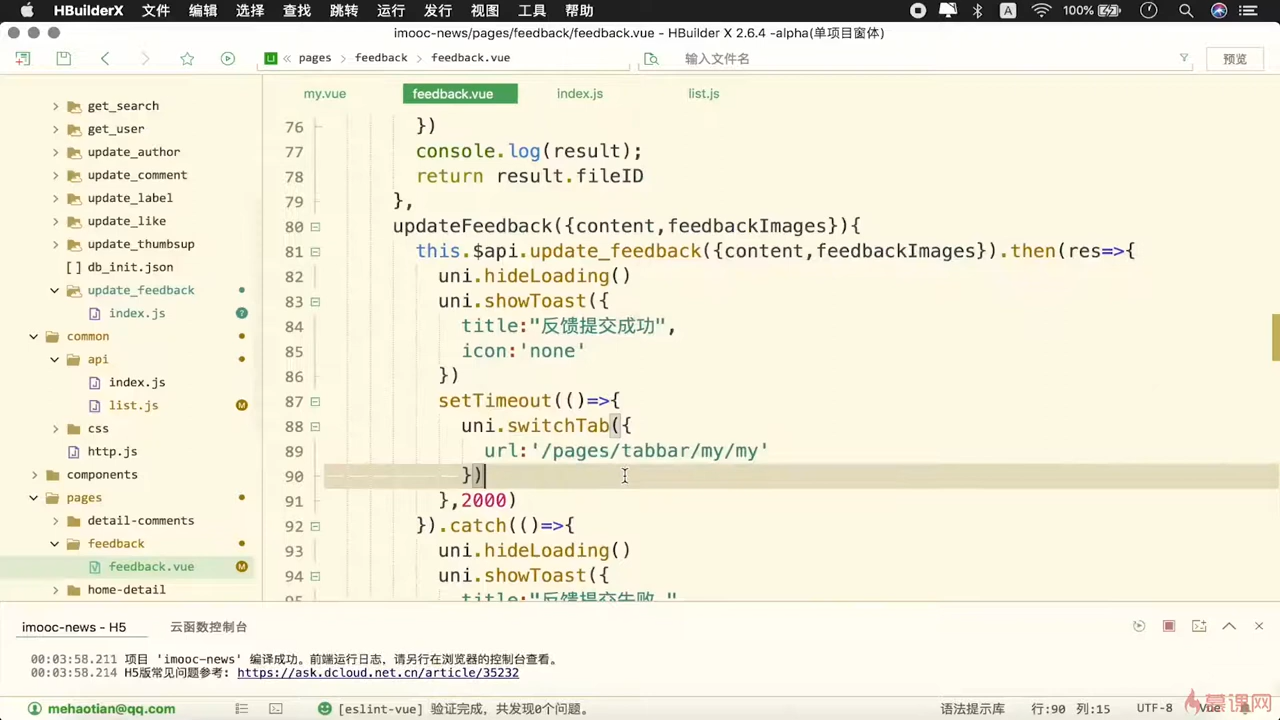 HBuilderX 文件 编辑 选择 查找 跳转 运行 发行 视图 工具 帮助 100%
imooc-news/pages/feedback/feedback.vue - HBuilder X 2.6.4 -alpha(单项目窗体)
pages feedback feedback.vue 输入文件名 预览
my.vue feedback.vue index.js list.js
get_search
get_user
update_author
update_comment
update_label
update_like
update_thumbsup
[] db_init.json
update_feedback
index.js ?
common
api
index.js
list.js M
css
http.js
components
pages
detail-comments
feedback
feedback.vue M
home-detail
76 })
77 console.log(result);
78 return result.fileID
79 },
80 updateFeedback({content,feedbackImages}){
81 this.$api.update_feedback({content,feedbackImages}).then(res=>{
82 uni.hideLoading()
83 uni.showToast({
84 title:"反馈提交成功",
85 icon:'none'
86 })
87 setTimeout(()=>{
88 uni.switchTab({
89 url:'/pages/tabbar/my/my'
90 })
91 },2000)
92 }).catch(()=>{
93 uni.hideLoading()
94 uni.showToast({
95 title:"反馈提交失败 "
imooc-news - H5 云函数控制台
00:03:58.211 项目 'imooc-news' 编译成功。前端运行日志，请另行在浏览器的控制台查看。
00:03:58.214 H5版常见问题参考: https://ask.dcloud.net.cn/article/35232
mehaotian@qq.com [eslint-vue] 验证完成，共发现0个问题。 语法提示库 行:90 列:15 UTF-8 Vue
慕课网